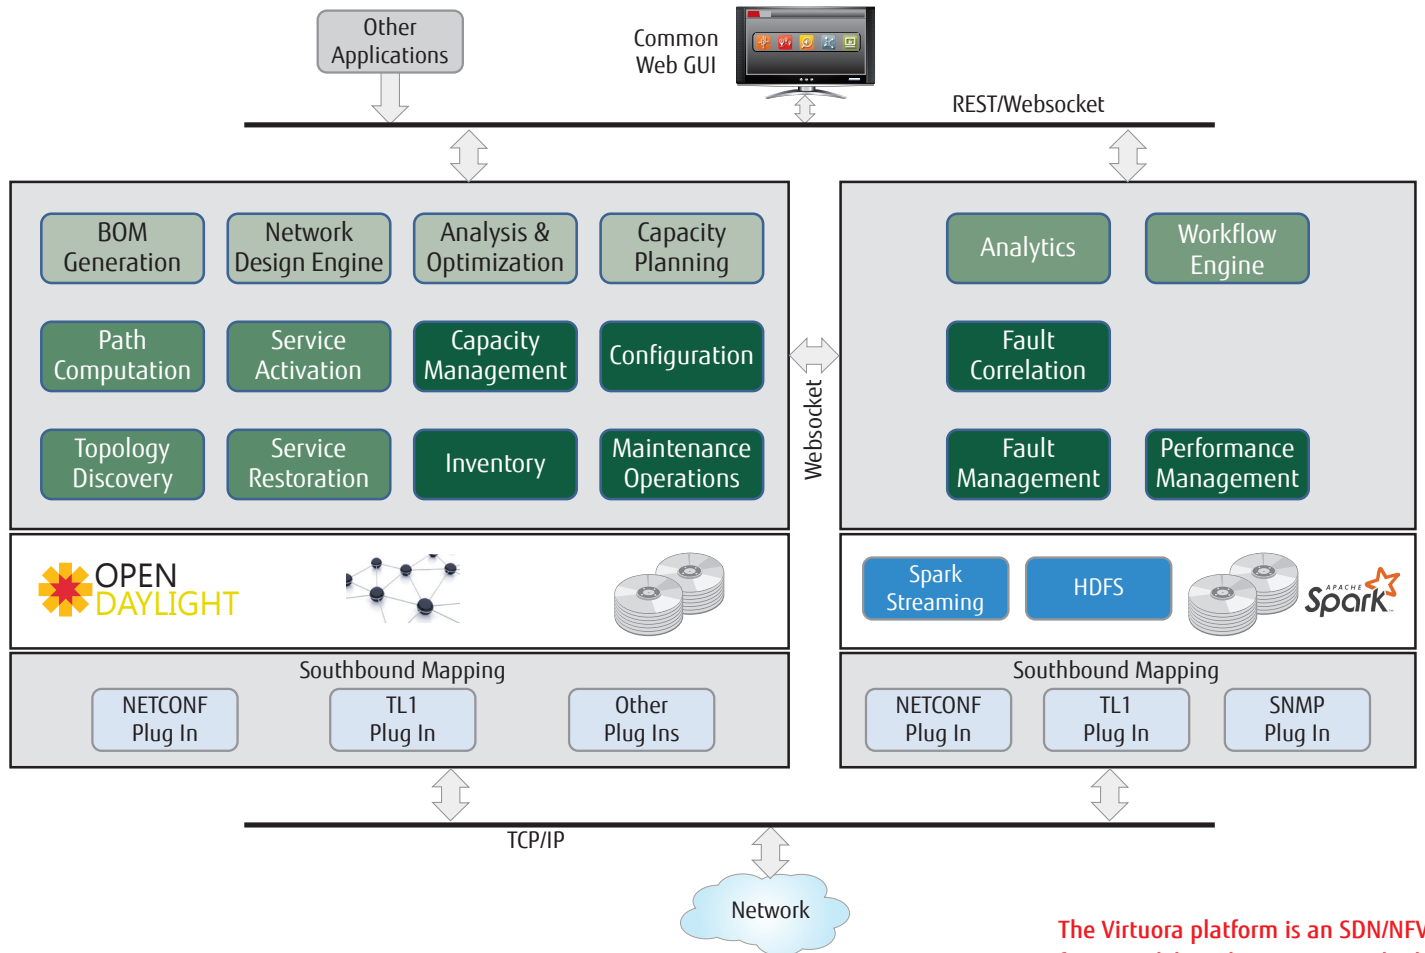 Other
Applications
Common
Web GUI
REST/Websocket
BOM
Generation
Network
Design Engine
Analysis &
Optimization
Capacity
Planning
Analytics
Workflow
Engine
Path
Computation
Service
Activation
Capacity
Management
Configuration
Fault
Correlation
Websocket
Topology
Discovery
Service
Restoration
Inventory
Maintenance
Operations
Fault
Management
Performance
Management
OPEN
DAYLIGHT
Spark
Streaming
HDFS
APACHE
Spark
Southbound Mapping
NETCONF
Plug In
TL1
Plug In
Other
Plug Ins
Southbound Mapping
NETCONF
Plug In
TL1
Plug In
SNMP
Plug In
TCP/IP
Network
The Virtuora platform is an SDN/NFV